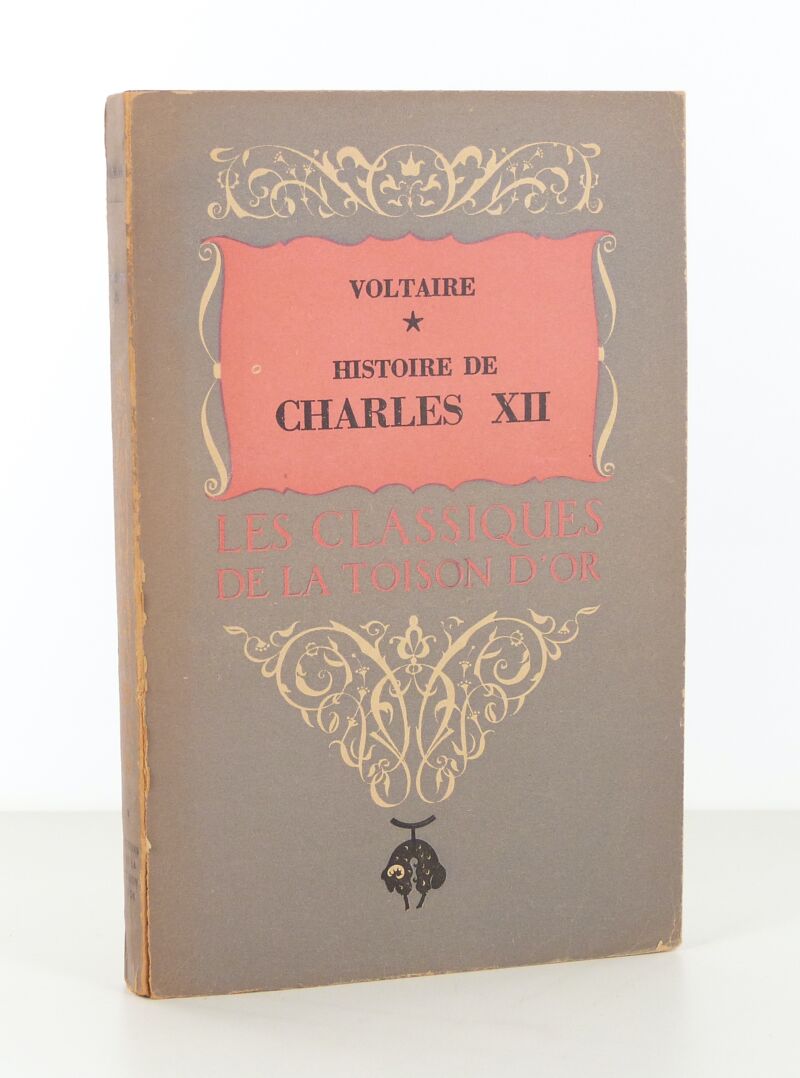 VOLTAIRE
HISTOIRE DE
CHARLES XII
LES CLASSIQUES
DE LA TOISON D'OR